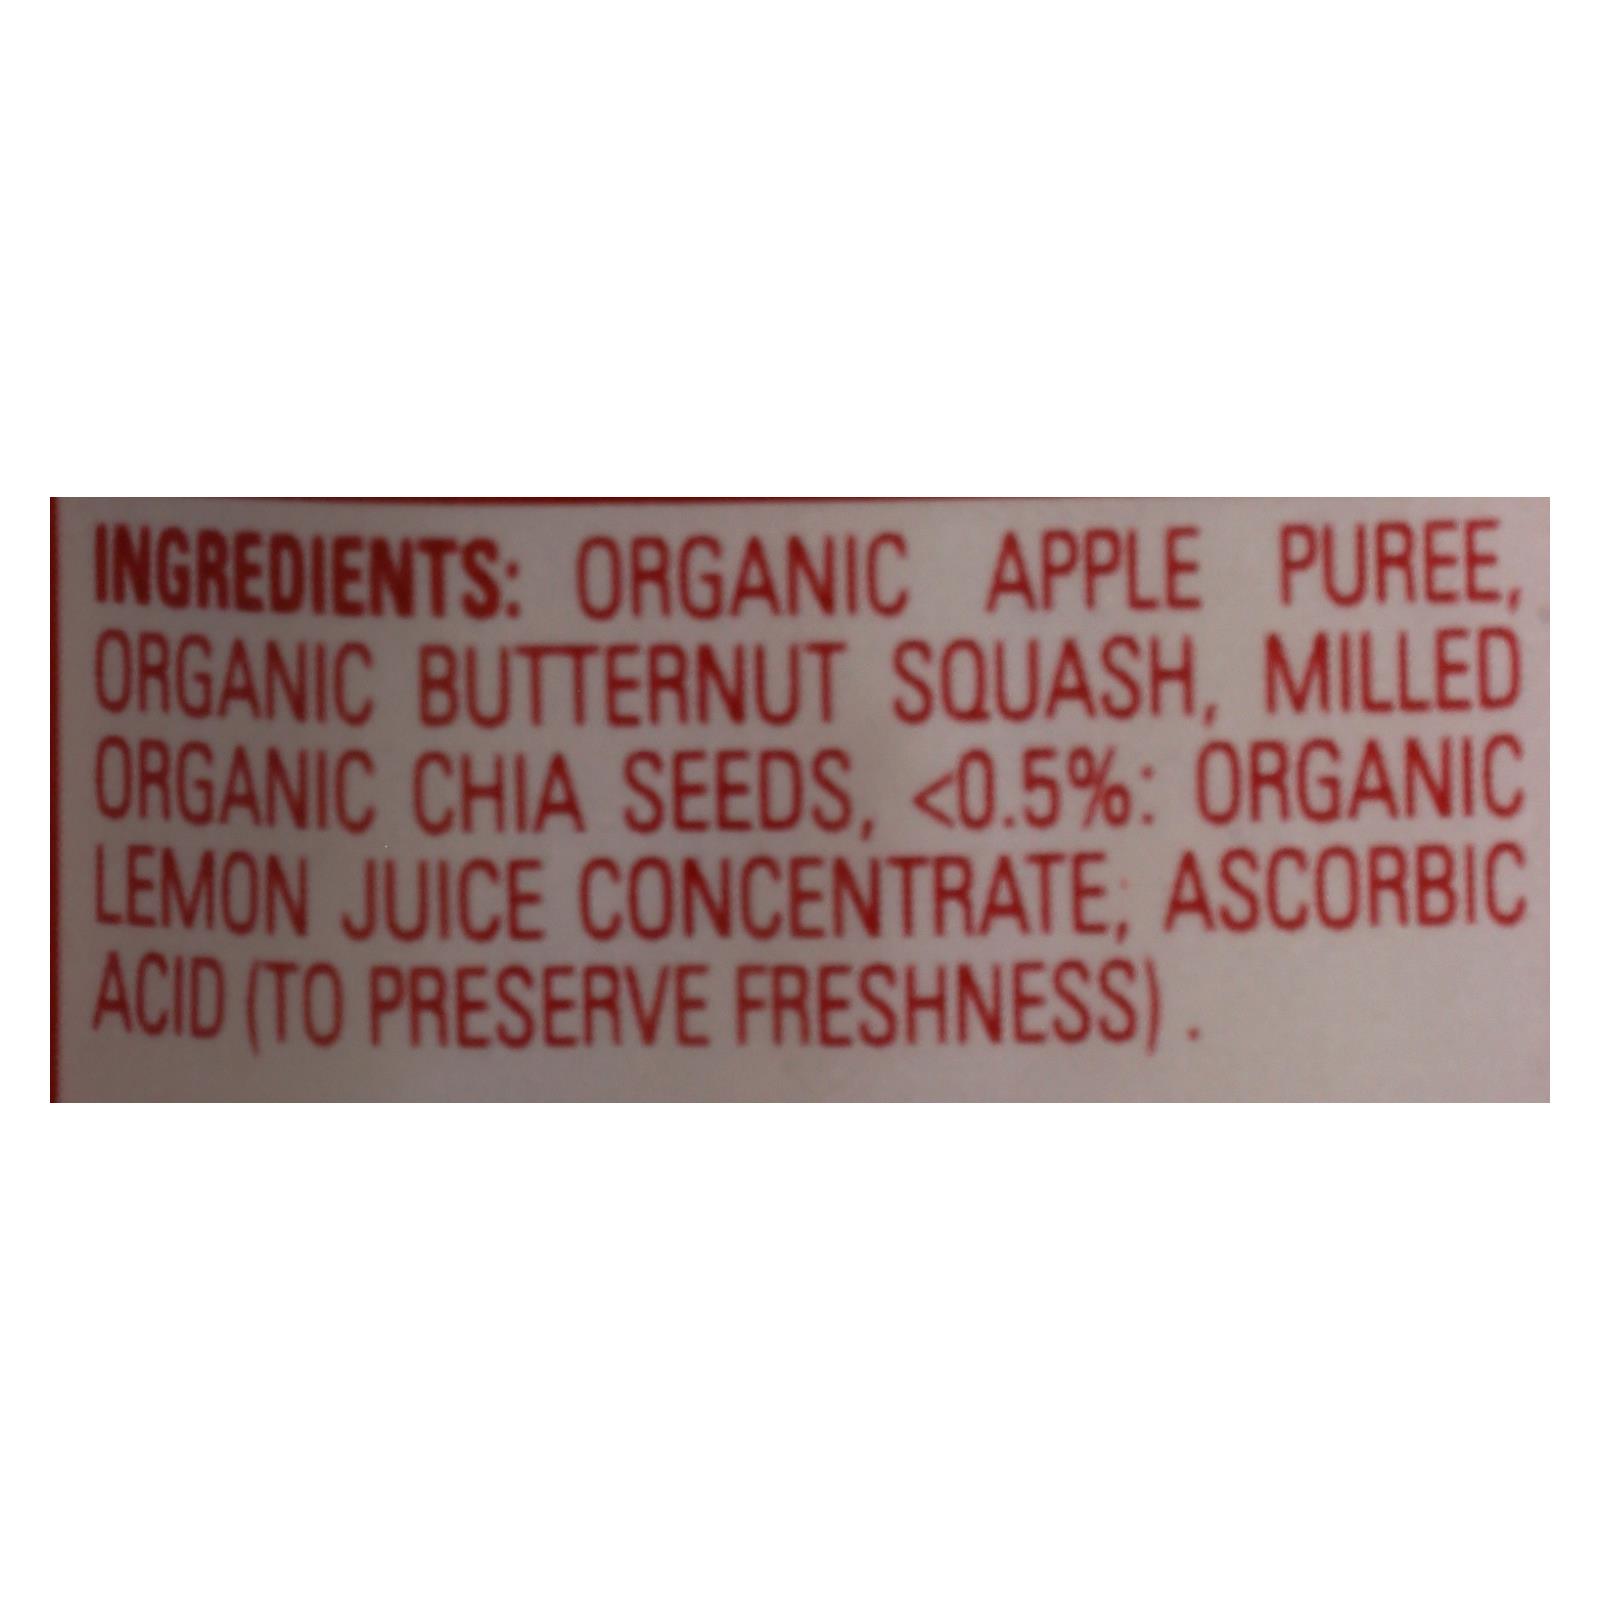 INGREDIENTS: ORGANIC APPLE PUREE,
ORGANIC BUTTERNUT SQUASH, MILLED
ORGANIC CHIA SEEDS, <0.5%: ORGANIC
LEMON JUICE CONCENTRATE, ASCORBIC
ACID (TO PRESERVE FRESHNESS) .